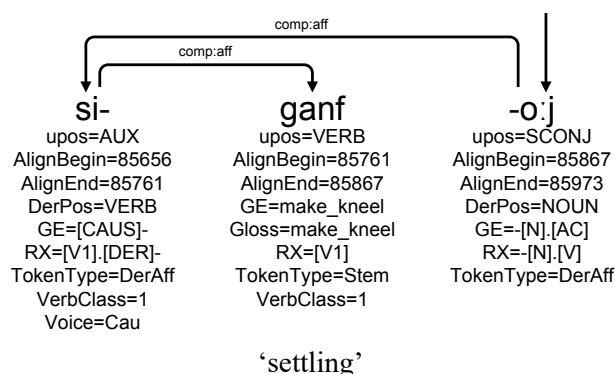 comp:aff
comp:aff
si- ganf -oːj
upos=AUX upos=VERB upos=SCONJ
AlignBegin=85656 AlignBegin=85761 AlignBegin=85867
AlignEnd=85761 AlignEnd=85867 AlignEnd=85973
DerPos=VERB GE=make_kneel DerPos=NOUN
GE=[CAUS]- Gloss=make_kneel GE=-[N].[AC]
RX=[V1].[DER]- RX=[V1] RX=-[N].[V]
TokenType=DerAff TokenType=Stem TokenType=DerAff
VerbClass=1 VerbClass=1
Voice=Cau
‘settling’